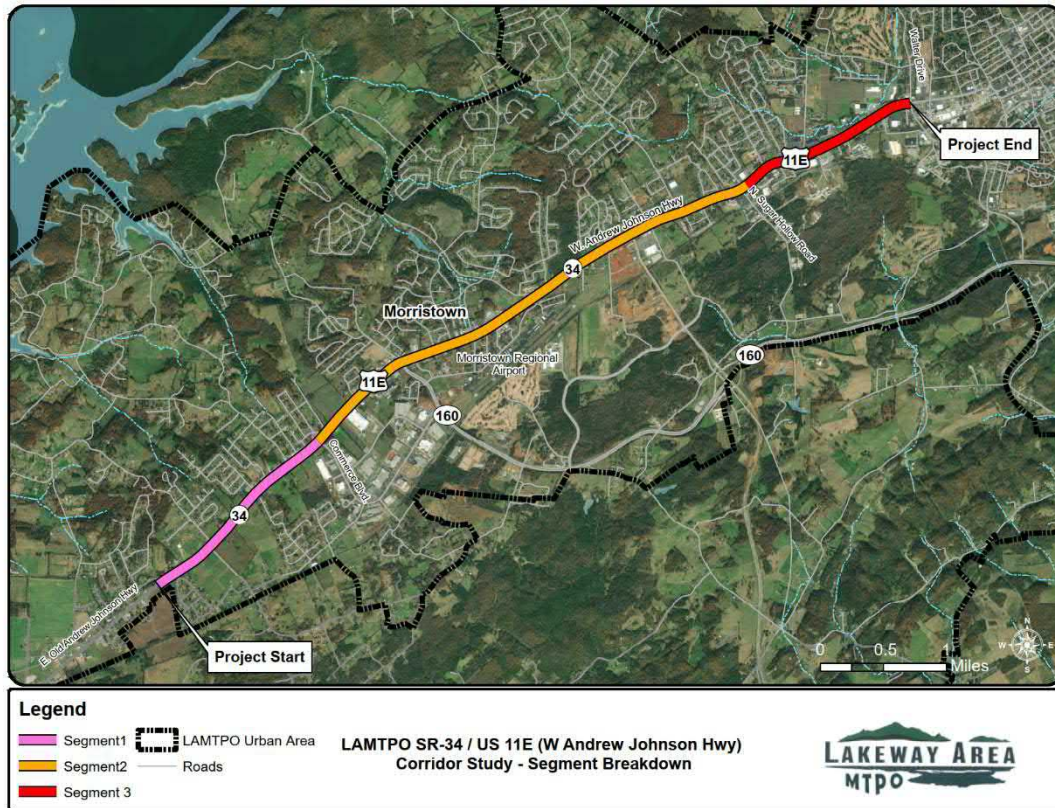 Walter Drive
Project End
11E
N. Sugar Hollow Road
W. Andrew Johnson Hwy
34
Morristown
Morristown Regional
Airport
160
11E
160
Commerce Blvd.
34
E. Old Andrew Johnson Hwy
Project Start
0 0.5 1
Miles
N
W E
S
Legend
Segment1
Segment2
Segment 3
LAMTPO Urban Area
Roads
LAMTPO SR-34 / US 11E (W Andrew Johnson Hwy)
Corridor Study - Segment Breakdown
LAKEWAY AREA
MTPO